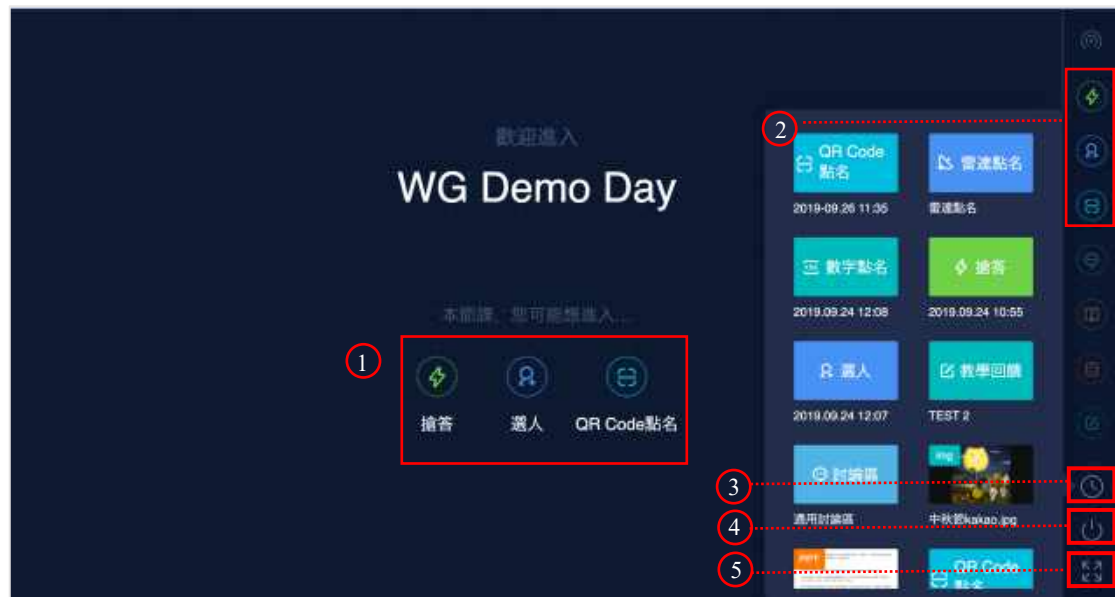 歡迎進入
WG Demo Day
本節課，您可能想進入...
1
搶答
選人
QR Code點名
2
QR Code
點名
2019-09.26 11:35
雷達點名
雷達點名
數字點名
2019.09.24 12:08
搶答
2019.09.24 10:55
選人
2019.09.24 12:07
教學回饋
TEST 2
討論區
通用討論區
img
中秋節kakao.jpg
PPT
QR Code
點名
3
4
5